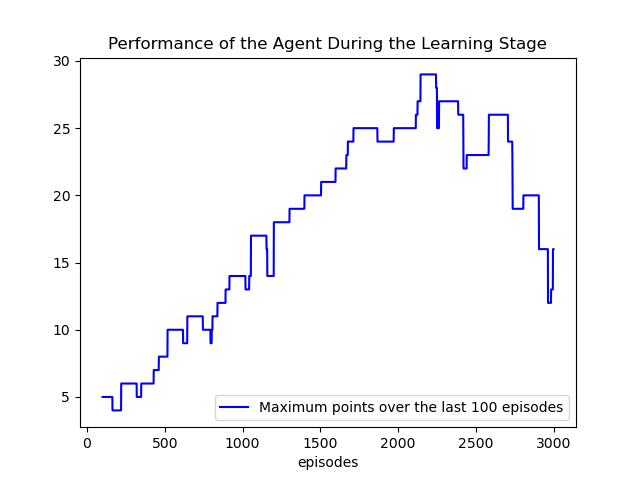 Performance of the Agent During the Learning Stage
30
25
20
15
10
5
Maximum points over the last 100 episodes
0 500 1000 1500 2000 2500 3000
episodes